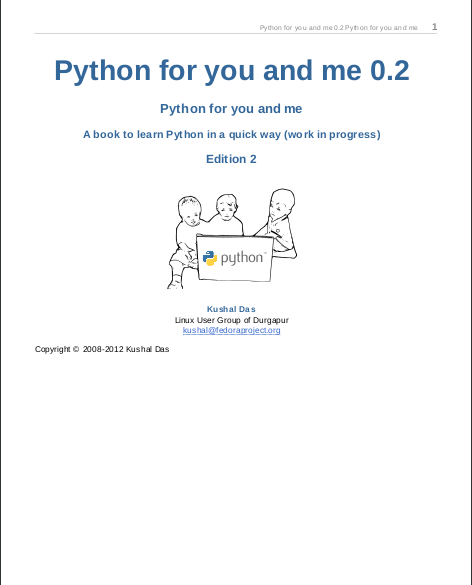 Python for you and me 0.2 Python for you and me 1
Python for you and me 0.2
Python for you and me
A book to learn Python in a quick way (work in progress)
Edition 2
python™
Kushal Das
Linux User Group of Durgapur
kushal@fedoraproject.org
Copyright © 2008-2012 Kushal Das